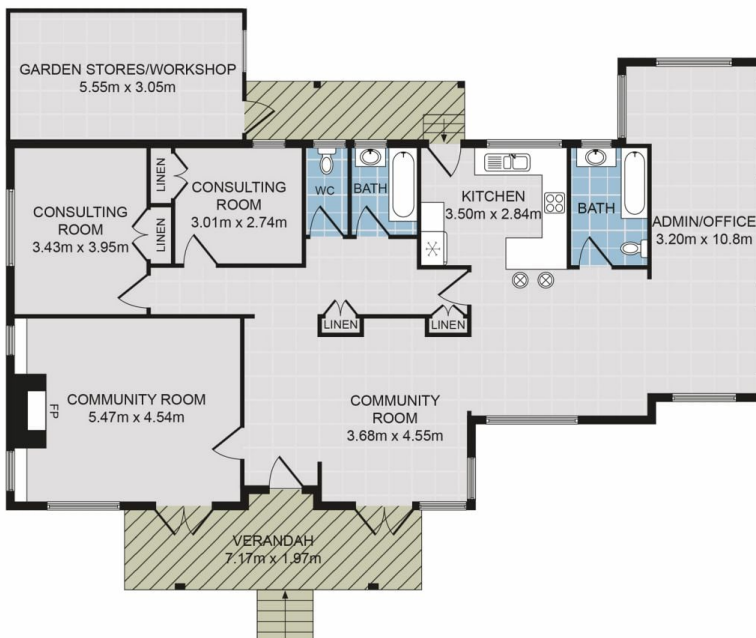 GARDEN STORES/WORKSHOP
5.55m x 3.05m
LINEN
CONSULTING
ROOM
3.01m x 2.74m
WC
BATH
KITCHEN
3.50m x 2.84m
BATH
ADMIN/OFFICE
3.20m x 10.8m
CONSULTING
ROOM
3.43m x 3.95m
LINEN
LINEN
LINEN
COMMUNITY ROOM
5.47m x 4.54m
FP
COMMUNITY
ROOM
3.68m x 4.55m
VERANDAH
7.17m x 1.97m